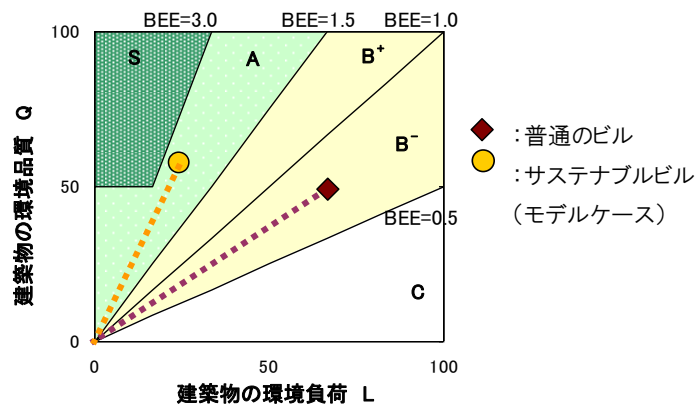 BEE=3.0 BEE=1.5 BEE=1.0
100
S
A
B⁺
B⁻
50
BEE=0.5
C
0
0 50 100
建築物の環境品質 Q
建築物の環境負荷 L
：普通のビル
：サステナブルビル
（モデルケース）